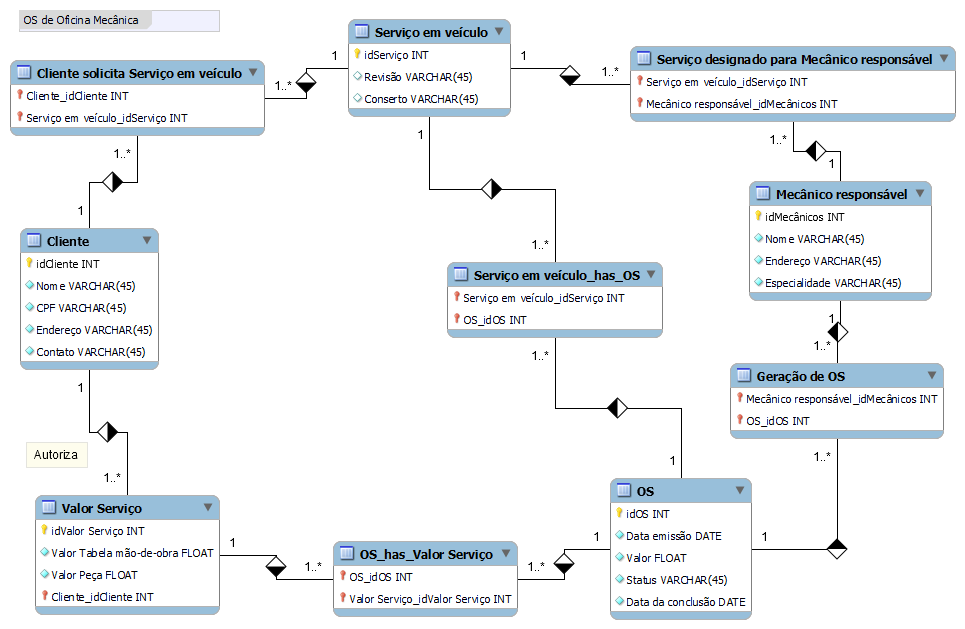 OS de Oficina Mecânica
Cliente solicita Serviço em veículo
Cliente_idCliente INT
Serviço em veículo_idServiço INT
1..*
1
Serviço em veículo
idServiço INT
Revisão VARCHAR(45)
Conserto VARCHAR(45)
1
1..*
Serviço designado para Mecânico responsável
Serviço em veículo_idServiço INT
Mecânico responsável_idMecânicos INT
1..*
1
1..*
1
Cliente
idCliente INT
Nome VARCHAR(45)
CPF VARCHAR(45)
Endereço VARCHAR(45)
Contato VARCHAR(45)
1
1..*
Serviço em veículo_has_OS
Serviço em veículo_idServiço INT
OS_idOS INT
1..*
1
Mecânico responsável
idMecânicos INT
Nome VARCHAR(45)
Endereço VARCHAR(45)
Especialidade VARCHAR(45)
1
1..*
Geração de OS
Mecânico responsável_idMecânicos INT
OS_idOS INT
1..*
1
1
Autoriza
1..*
Valor Serviço
idValor Serviço INT
Valor Tabela mão-de-obra FLOAT
Valor Peça FLOAT
Cliente_idCliente INT
1
1..*
OS_has_Valor Serviço
OS_idOS INT
Valor Serviço_idValor Serviço INT
1..*
1
OS
idOS INT
Data emissão DATE
Valor FLOAT
Status VARCHAR(45)
Data da conclusão DATE